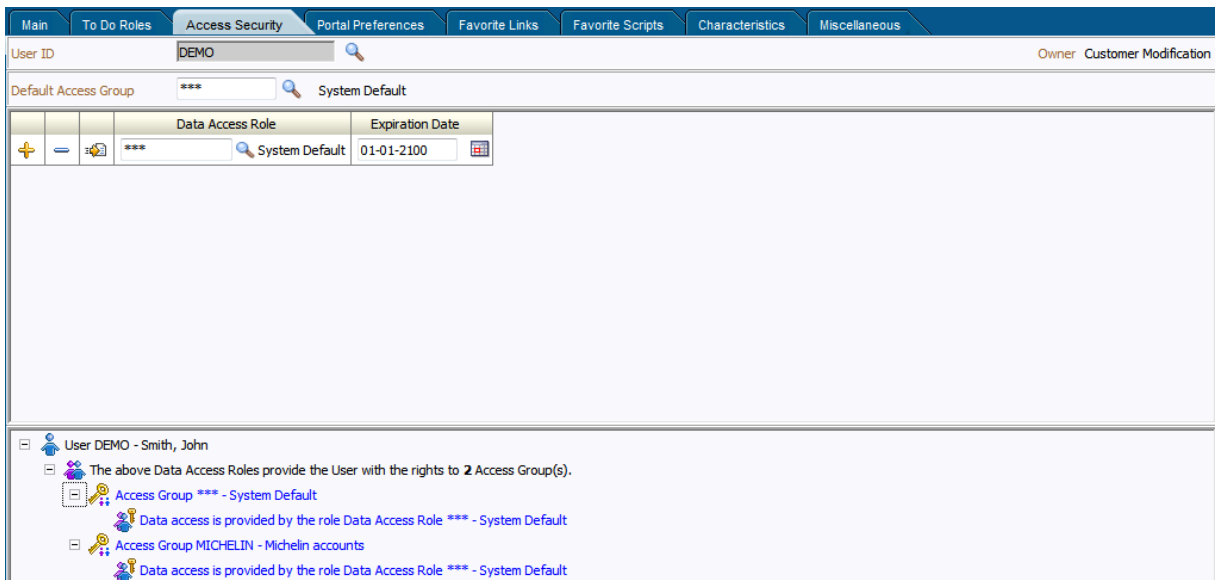 Main To Do Roles Access Security Portal Preferences Favorite Links Favorite Scripts Characteristics Miscellaneous
User ID DEMO Owner Customer Modification
Default Access Group *** System Default
Data Access Role Expiration Date
*** System Default 01-01-2100
User DEMO - Smith, John
The above Data Access Roles provide the User with the rights to 2 Access Group(s).
Access Group *** - System Default
Data access is provided by the role Data Access Role *** - System Default
Access Group MICHELIN - Michelin accounts
Data access is provided by the role Data Access Role *** - System Default